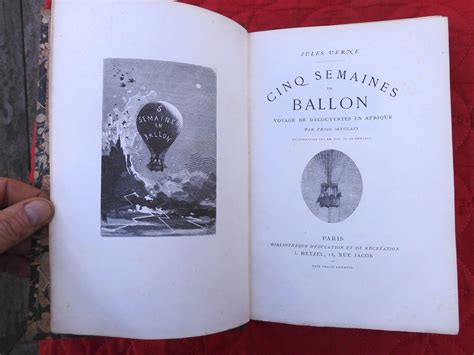 5
SEMAINES
EN
BALLON
JULES VERNE
CINQ SEMAINES
EN
BALLON
VOYAGE DE DÉCOUVERTES EN AFRIQUE
PAR TROIS ANGLAIS
PARIS
BIBLIOTHÈQUE D'ÉDUCATION ET DE RÉCRÉATION
J. HETZEL, 18, RUE JACOB